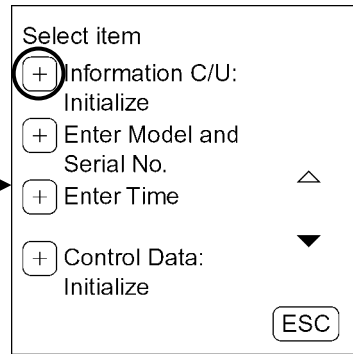 Select item
+ Information C/U:
Initialize
+ Enter Model and
Serial No.
+ Enter Time
+ Control Data:
Initialize
ESC